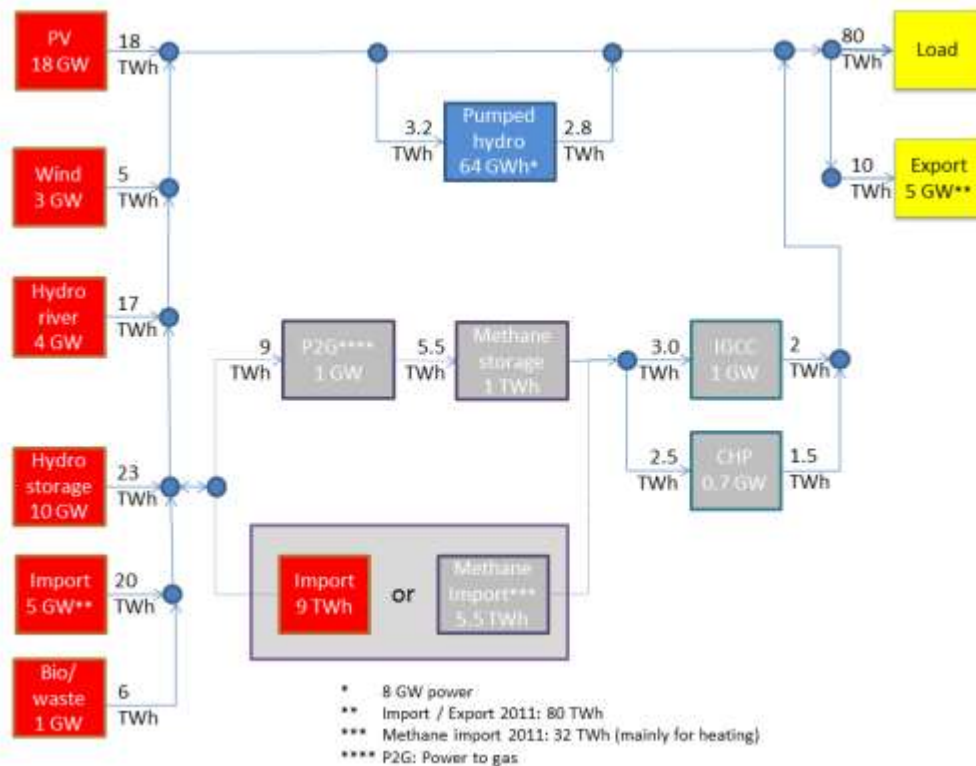 PV
18 GW
18
TWh
80
TWh
Load
3.2
TWh
Pumped
hydro
64 GWh*
2.8
TWh
Wind
3 GW
5
TWh
10
TWh
Export
5 GW**
Hydro
river
4 GW
17
TWh
9
TWh
P2G****
1 GW
5.5
TWh
Methane
storage
1 TWh
3.0
TWh
IGCC
1 GW
2
TWh
Hydro
storage
10 GW
23
TWh
2.5
TWh
CHP
0.7 GW
1.5
TWh
Import
5 GW**
20
TWh
Import
9 TWh
or
Methane
Import***
5.5 TWh
Bio/
waste
1 GW
6
TWh
* 8 GW power
** Import / Export 2011: 80 TWh
*** Methane import 2011: 32 TWh (mainly for heating)
**** P2G: Power to gas